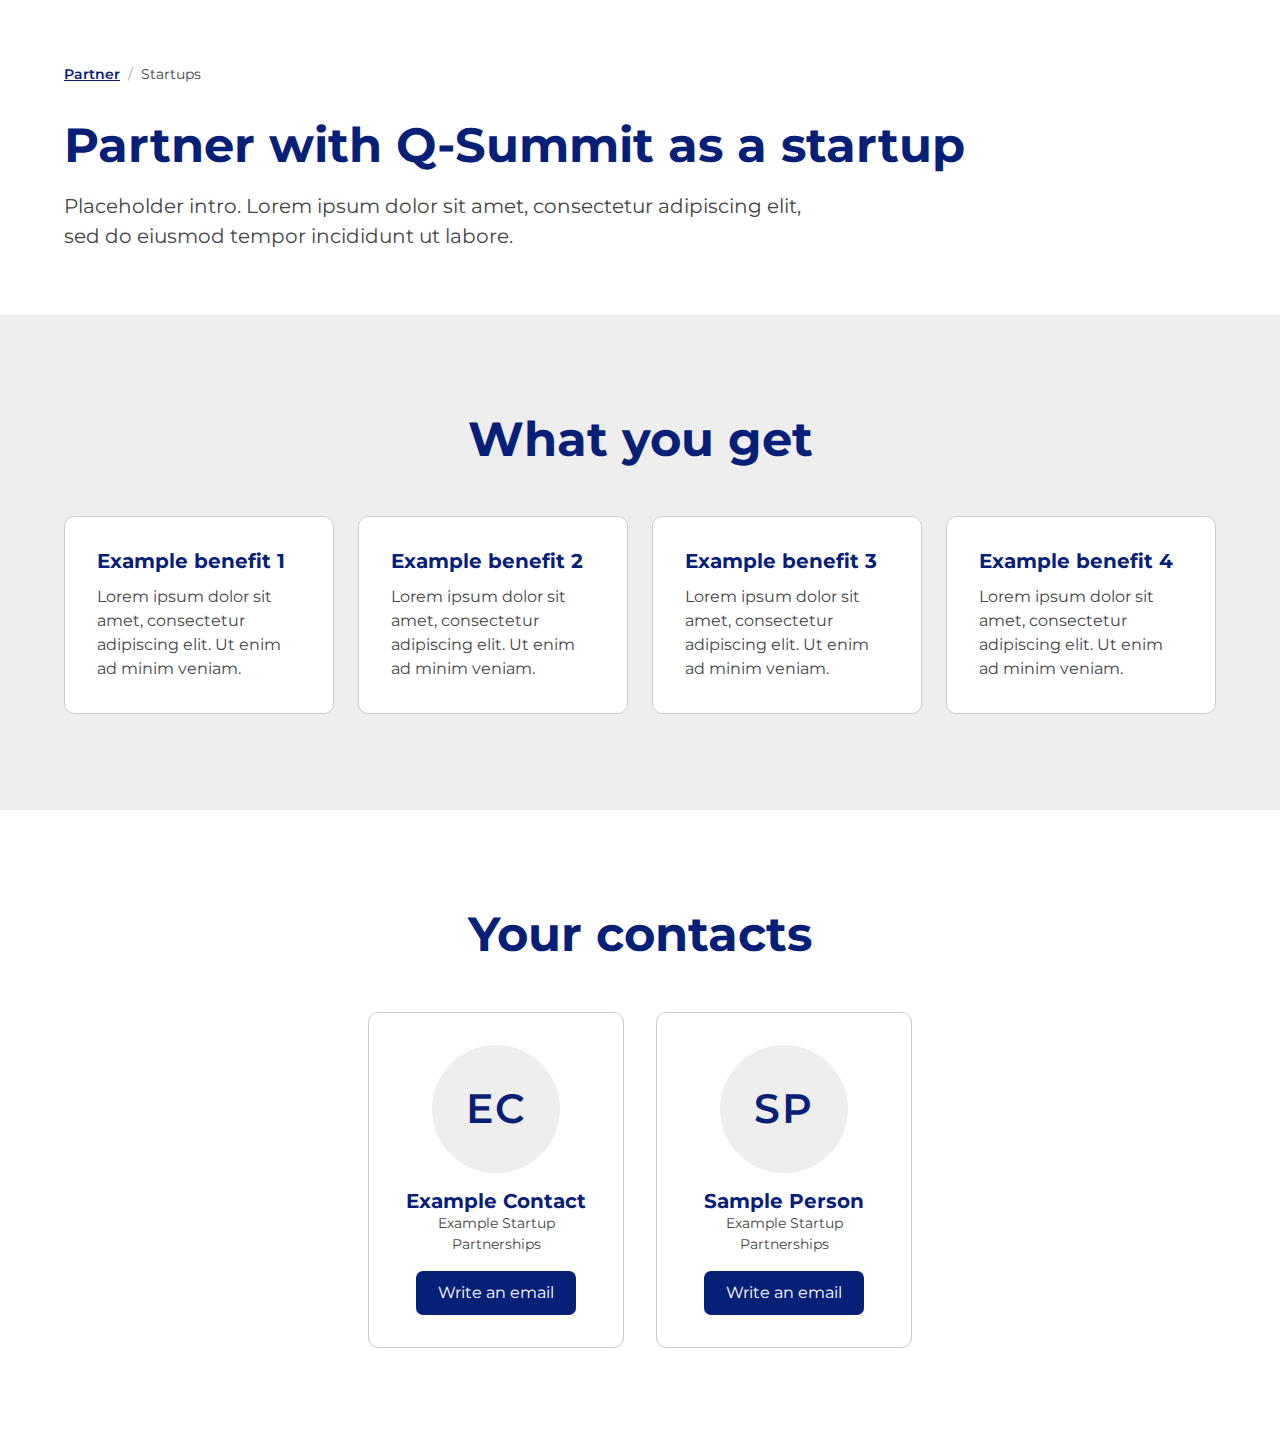 Partner / Startups
Partner with Q-Summit as a startup
Placeholder intro. Lorem ipsum dolor sit amet, consectetur adipiscing elit,
sed do eiusmod tempor incididunt ut labore.
What you get
Example benefit 1
Lorem ipsum dolor sit
amet, consectetur
adipiscing elit. Ut enim
ad minim veniam.
Example benefit 2
Lorem ipsum dolor sit
amet, consectetur
adipiscing elit. Ut enim
ad minim veniam.
Example benefit 3
Lorem ipsum dolor sit
amet, consectetur
adipiscing elit. Ut enim
ad minim veniam.
Example benefit 4
Lorem ipsum dolor sit
amet, consectetur
adipiscing elit. Ut enim
ad minim veniam.
Your contacts
EC
Example Contact
Example Startup
Partnerships
Write an email
SP
Sample Person
Example Startup
Partnerships
Write an email